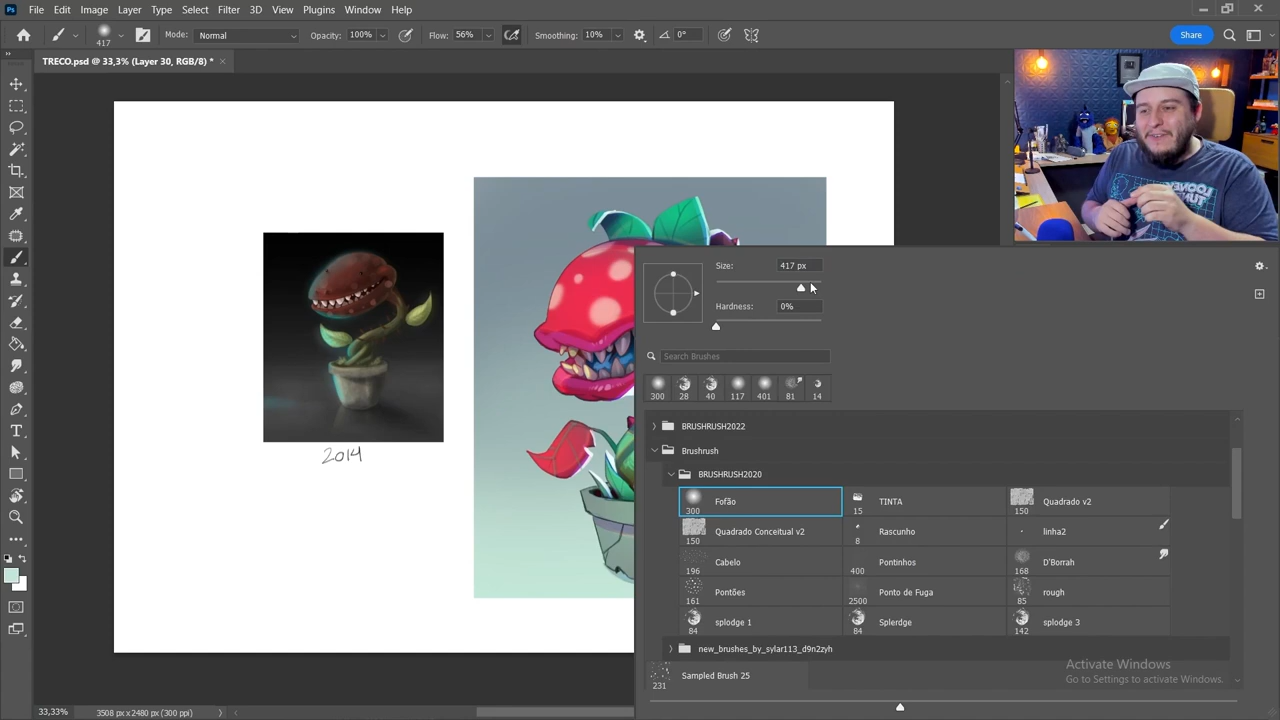 Ps File Edit Image Layer Type Select Filter 3D View Plugins Window Help
417 Mode: Normal Opacity: 100% Flow: 56% Smoothing: 10% 0° Share
TRECO.psd @ 33,3% (Layer 30, RGB/8) *
Size: 417 px
Hardness: 0%
Search Brushes
300 28 40 117 401 81 14
BRUSHRUSH2022
Brushrush
BRUSHRUSH2020
300 Fofão 15 TINTA 150 Quadrado v2
150 Quadrado Conceitual v2 8 Rascunho linha2
196 Cabelo 400 Pontinhos 168 D'Borrah
161 Pontões 2500 Ponto de Fuga 85 rough
84 splodge 1 84 Splerdge 142 splodge 3
new_brushes_by_sylar113_d9n2zyh
231 Sampled Brush 25
2014
Activate Windows
Go to Settings to activate Windows.
33,33% 3508 px x 2480 px (300 ppi)